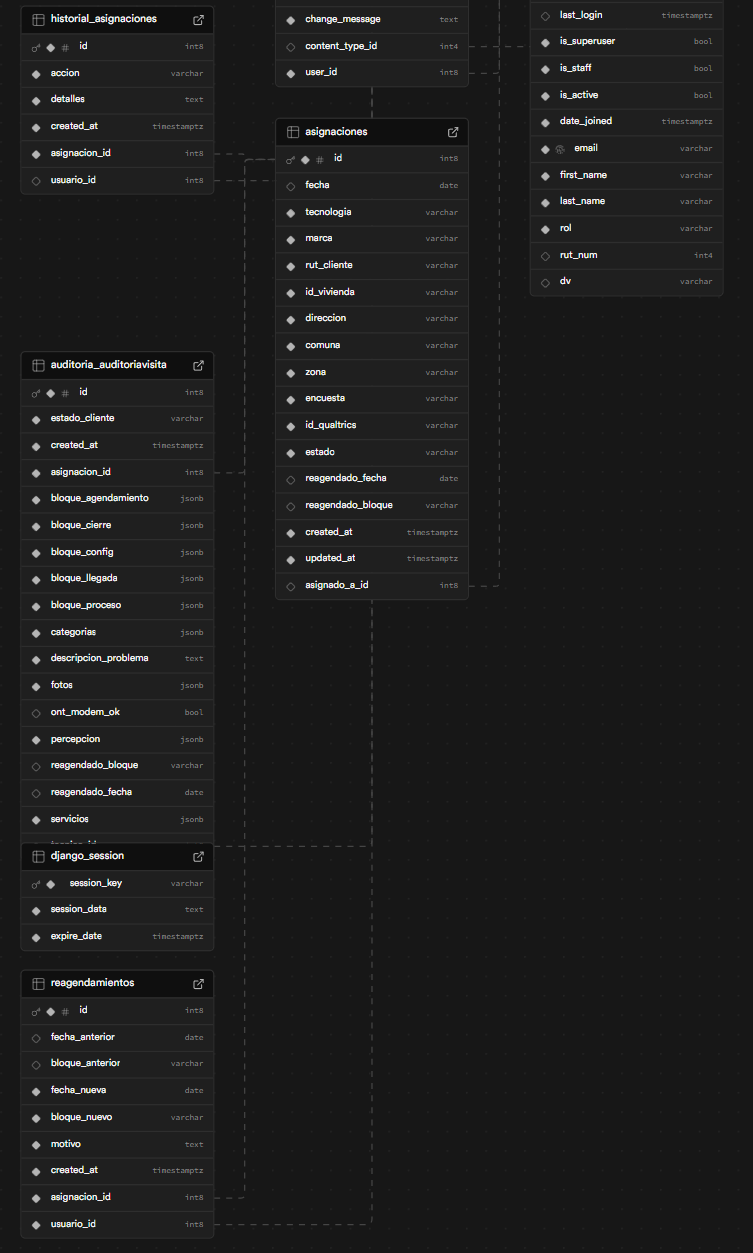 historial_asignaciones
id int8
accion varchar
detalles text
created_at timestamptz
asignacion_id int8
usuario_id int8
auditoria_auditoriavisita
id int8
estado_cliente varchar
created_at timestamptz
asignacion_id int8
bloque_agendamiento jsonb
bloque_cierre jsonb
bloque_config jsonb
bloque_llegada jsonb
bloque_proceso jsonb
categorias jsonb
descripcion_problema text
fotos jsonb
ont_modem_ok bool
percepcion jsonb
reagendado_bloque varchar
reagendado_fecha date
servicios jsonb
django_session
session_key varchar
session_data text
expire_date timestamptz
reagendamientos
id int8
fecha_anterior date
bloque_anterior varchar
fecha_nueva date
bloque_nuevo varchar
motivo text
created_at timestamptz
asignacion_id int8
usuario_id int8
change_message text
content_type_id int4
user_id int8
asignaciones
id int8
fecha date
tecnologia varchar
marca varchar
rut_cliente varchar
id_vivienda varchar
direccion varchar
comuna varchar
zona varchar
encuesta varchar
id_qualtrics varchar
estado varchar
reagendado_fecha date
reagendado_bloque varchar
created_at timestamptz
updated_at timestamptz
asignado_a_id int8
last_login timestamptz
is_superuser bool
is_staff bool
is_active bool
date_joined timestamptz
email varchar
first_name varchar
last_name varchar
rol varchar
rut_num int4
dv varchar